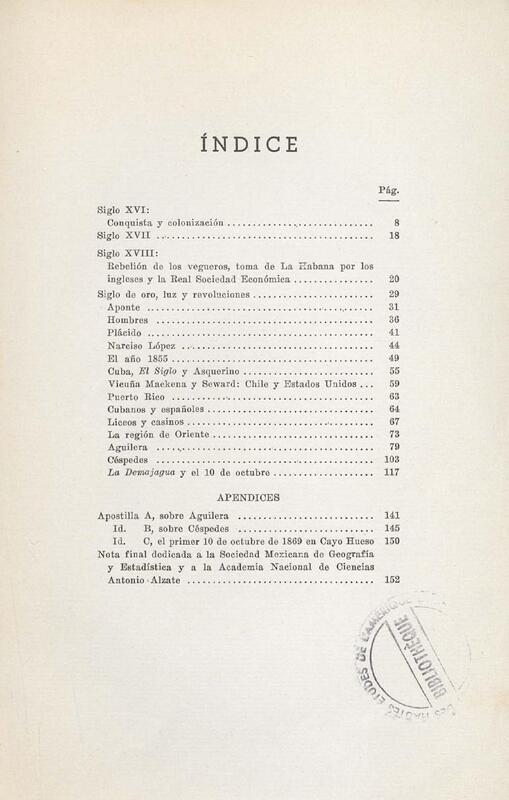 ÍNDICE
Pág.
Siglo XVI:
Conquista y colonización ............................. 8
Siglo XVII ........................................... 18
Siglo XVIII:
Rebelión de los vegueros, toma de La Habana por los
ingleses y la Real Sociedad Económica ................ 20
Siglo de oro, luz y revoluciones ........................ 29
Aponte ............................................. 31
Hombres ........................................... 36
Plácido ............................................. 41
Narciso López ...................................... 44
El año 1855 ........................................ 49
Cuba, El Siglo y Asquerino .......................... 55
Vicuña Mackena y Seward: Chile y Estados Unidos ... 59
Puerto Rico ........................................ 63
Cubanos y españoles ................................. 64
Liceos y casinos ..................................... 67
La región de Oriente ................................ 73
Aguilera ........................................... 79
Céspedes ........................................... 103
La Demajagua y el 10 de octubre .................... 117
APENDICES
Apostilla A, sobre Aguilera ........................... 141
Id. B, sobre Céspedes ........................... 145
Id. C, el primer 10 de octubre de 1869 en Cayo Hueso 150
Nota final dedicada a la Sociedad Mexicana de Geografía
y Estadística y a la Academia Nacional de Ciencias
Antonio Alzate ..................................... 152
DES HAUTES ETUDES DE L'AMÉRIQUE
BIBLIOTHÈQUE